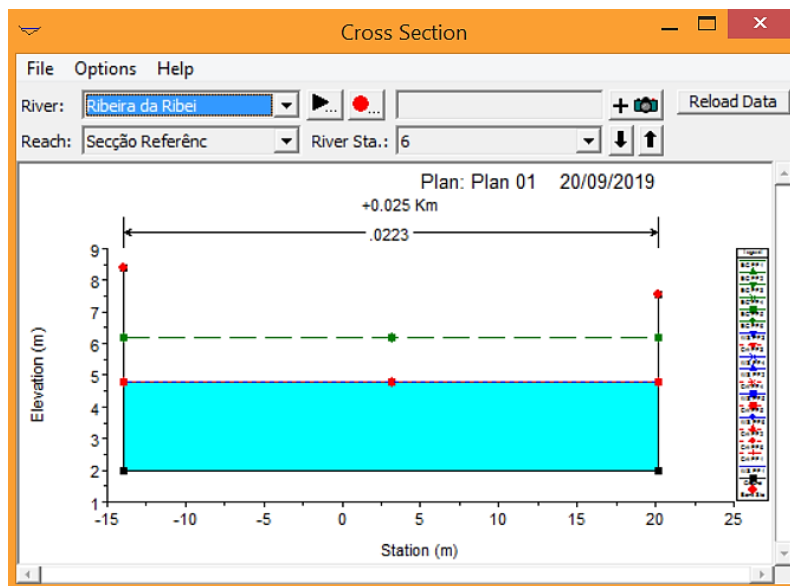 Cross Section
File Options Help
River: Ribeira da Ribei Reload Data
Reach: Secção Referênc River Sta.: 6
Plan: Plan 01 20/09/2019
+0.025 Km
.0223
9
8
7
6
5
4
3
2
1
Elevation (m)
-15 -10 -5 0 5 10 15 20 25
Station (m)